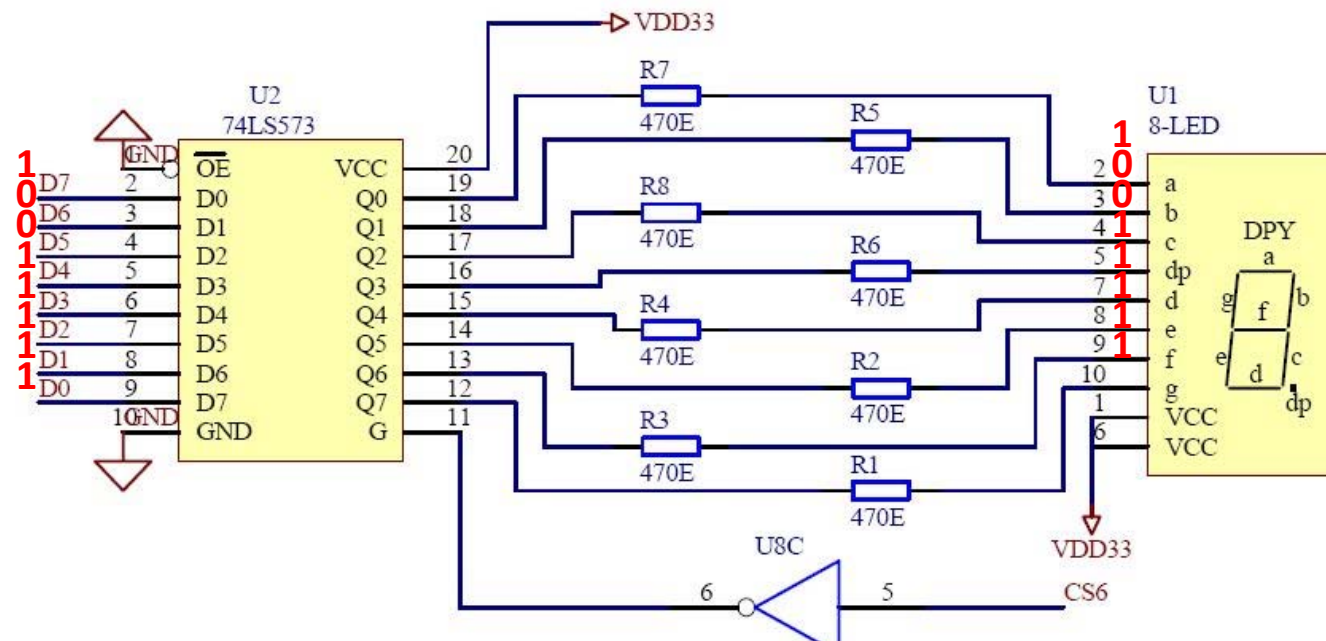 VDD33
U2
74LS573
R7
470E
R5
470E
R8
470E
R6
470E
R4
470E
R2
470E
R3
470E
R1
470E
U1
8-LED
GND
1 0 0 1 1 1 1 1
D7 2 D0
D6 3 D1
D5 4 D2
D4 5 D3
D3 6 D4
D2 7 D5
D1 8 D6
D0 9 D7
GND 10 GND
OE
VCC 20
Q0 19
Q1 18
Q2 17
Q3 16
Q4 15
Q5 14
Q6 13
Q7 12
G 11
1 0 0 1 1 1 1 1
2 a
3 b
4 c
5 dp
7 d
8 e
9 f
10 g
1 VCC
6 VCC
DPY
a
g f b
e d c
dp
VDD33
U8C
6 5 CS6